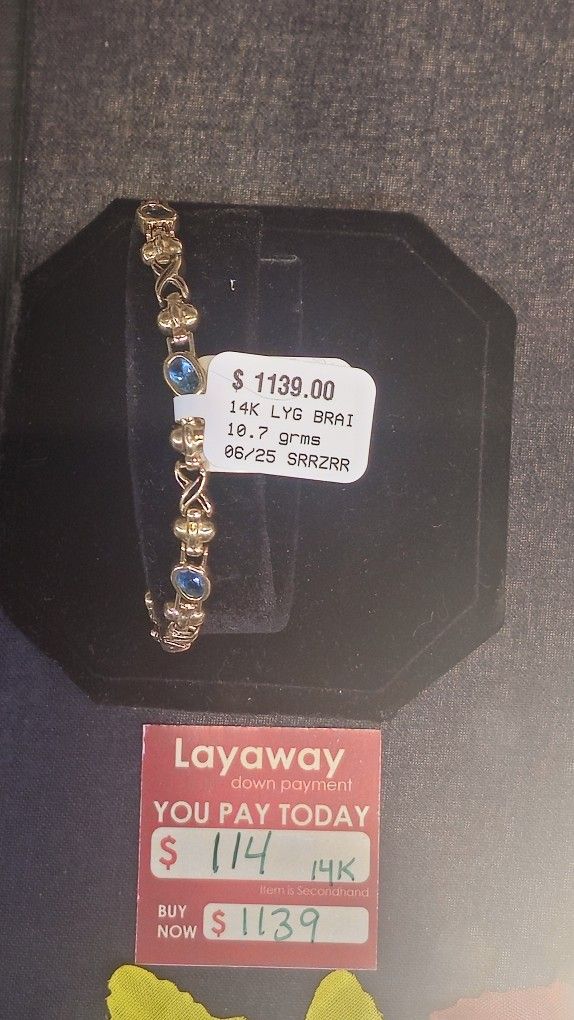 $ 1139.00
14K LYG BRAI
10.7 grms
06/25 SRRZRR
Layaway
down payment
YOU PAY TODAY
$ 114 14K
Item is Secondhand
BUY NOW $ 1139